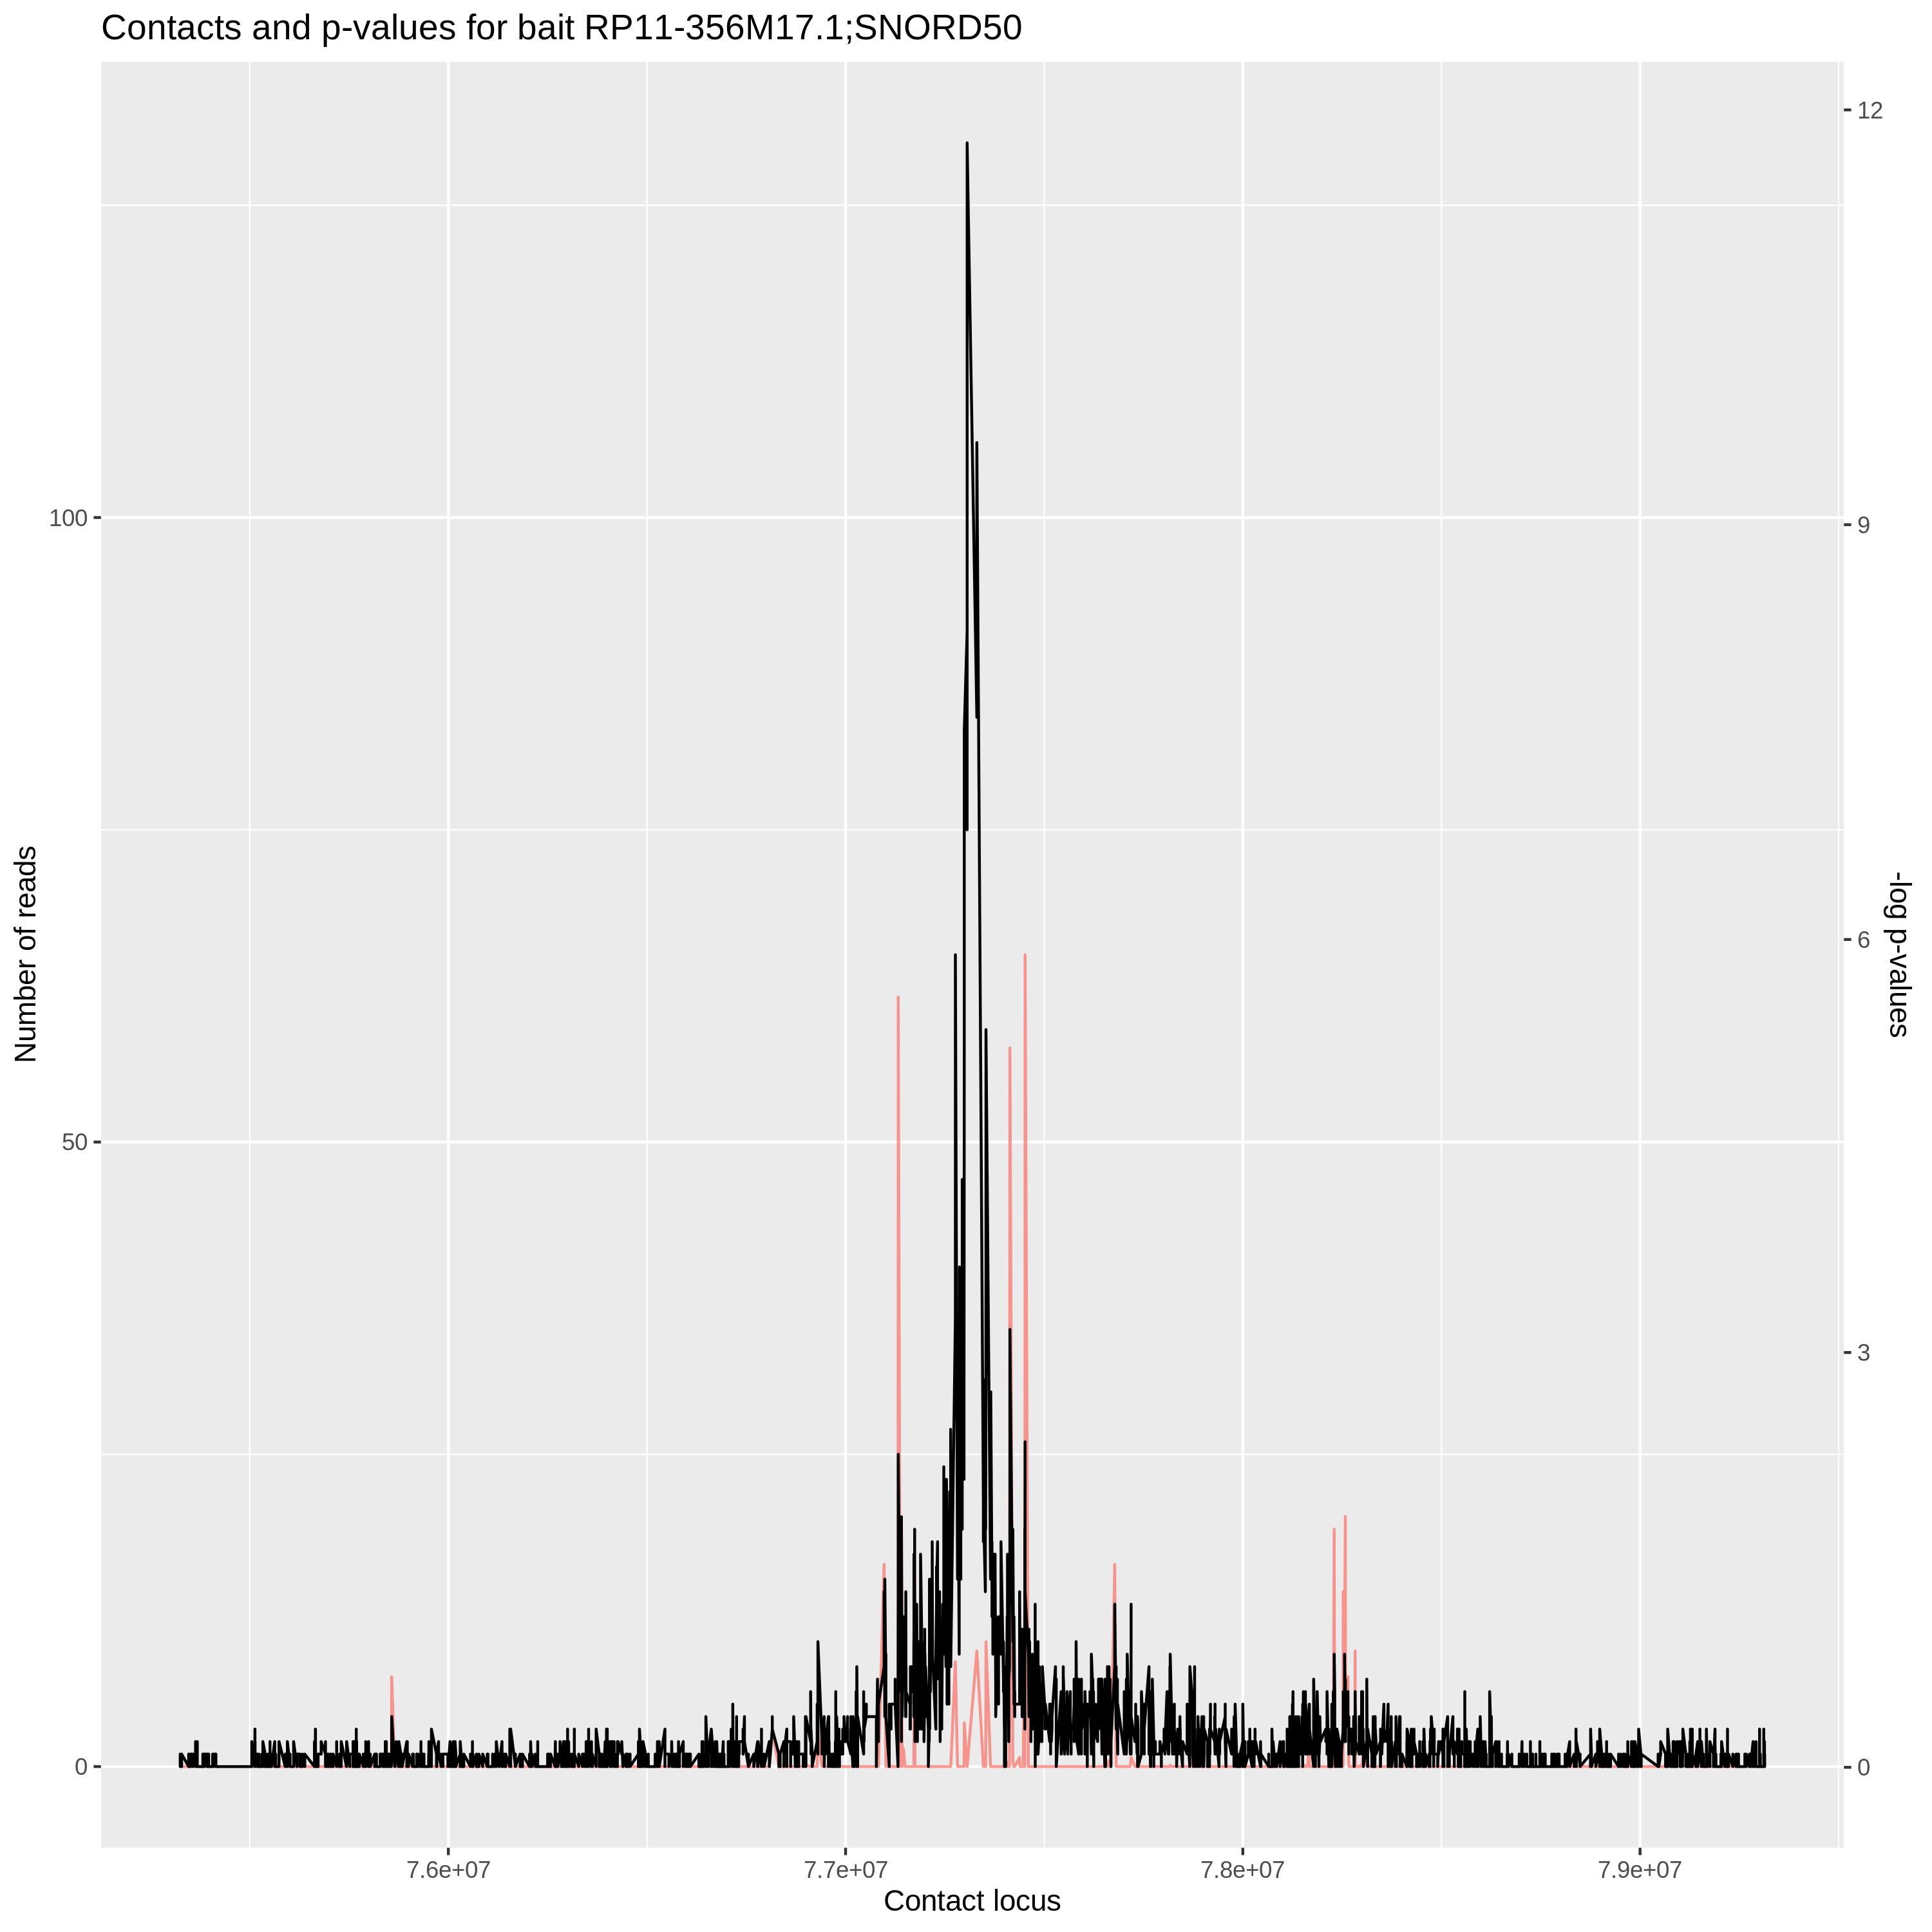 Contacts and p-values for bait RP11-356M17.1;SNORD50
12
100
9
Number of reads
6
-log p-values
50
3
0
0
7.6e+07
7.7e+07
7.8e+07
7.9e+07
Contact locus